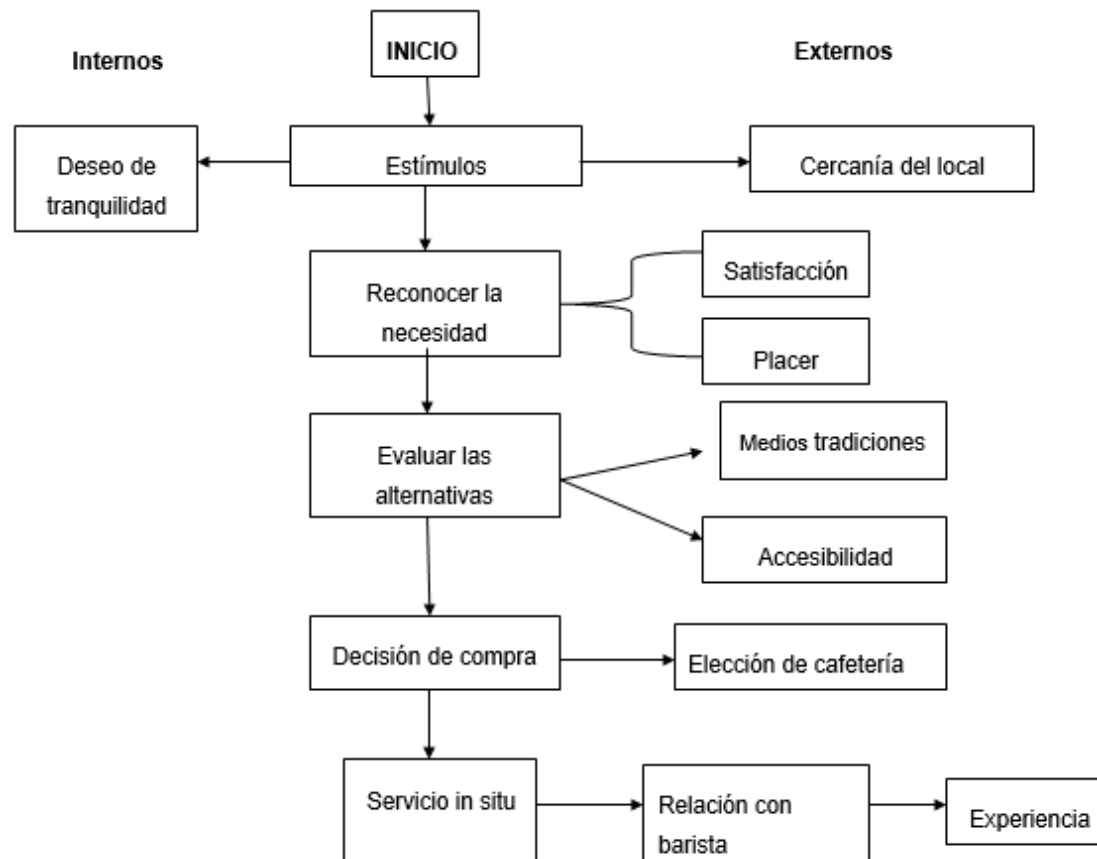 Internos
INICIO
Externos
Deseo de
tranquilidad
Estímulos
Cercanía del local
Reconocer la
necesidad
Satisfacción
Placer
Evaluar las
alternativas
Medios tradiciones
Accesibilidad
Decisión de compra
Elección de cafetería
Servicio in situ
Relación con
barista
Experiencia